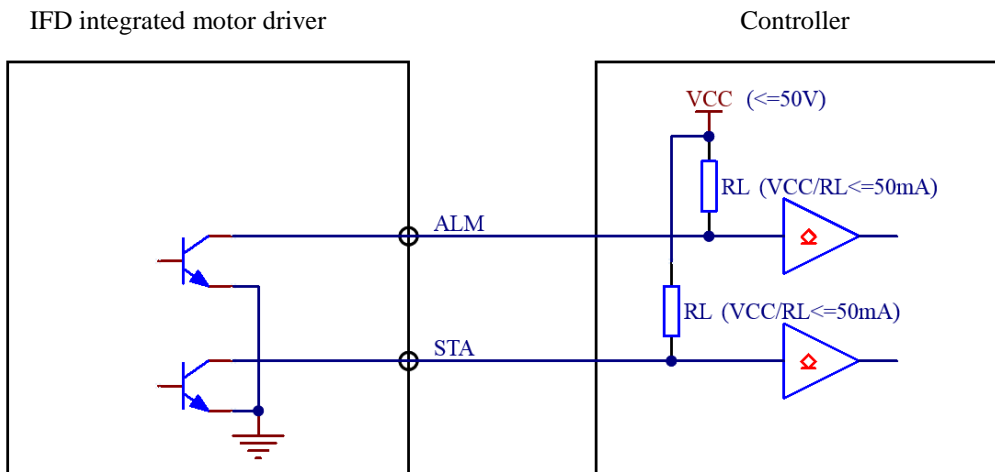 IFD integrated motor driver
Controller
VCC (<=50V)
RL (VCC/RL<=50mA)
ALM
RL (VCC/RL<=50mA)
STA